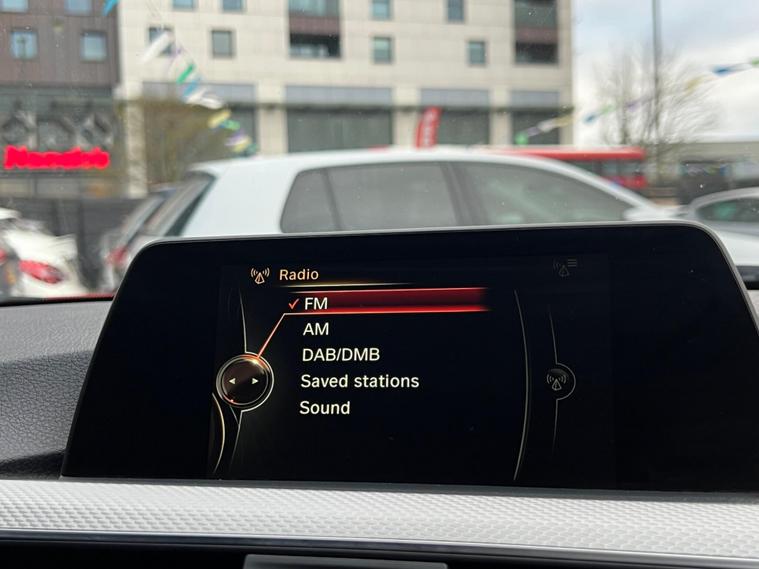 Radio
FM
AM
DAB/DMB
Saved stations
Sound